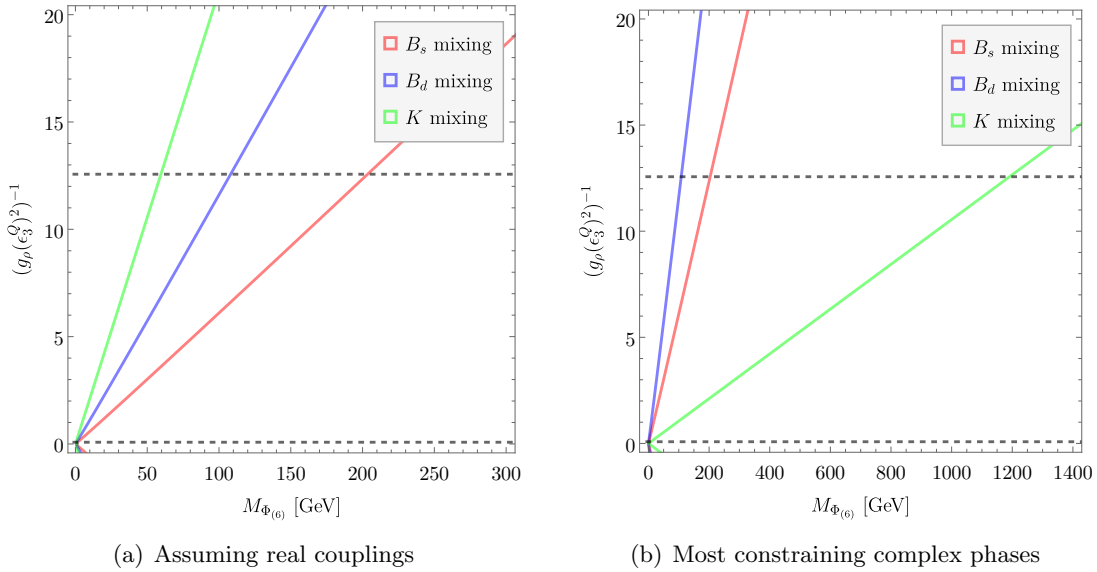 20
15
10
5
0
0 50 100 150 200 250 300
(g_ρ(ϵ_3^Q)^2)^{-1}
M_{Φ_{(6)}} [GeV]
B_s mixing
B_d mixing
K mixing
(a) Assuming real couplings
20
15
10
5
0
0 200 400 600 800 1000 1200 1400
(g_ρ(ϵ_3^Q)^2)^{-1}
M_{Φ_{(6)}} [GeV]
B_s mixing
B_d mixing
K mixing
(b) Most constraining complex phases